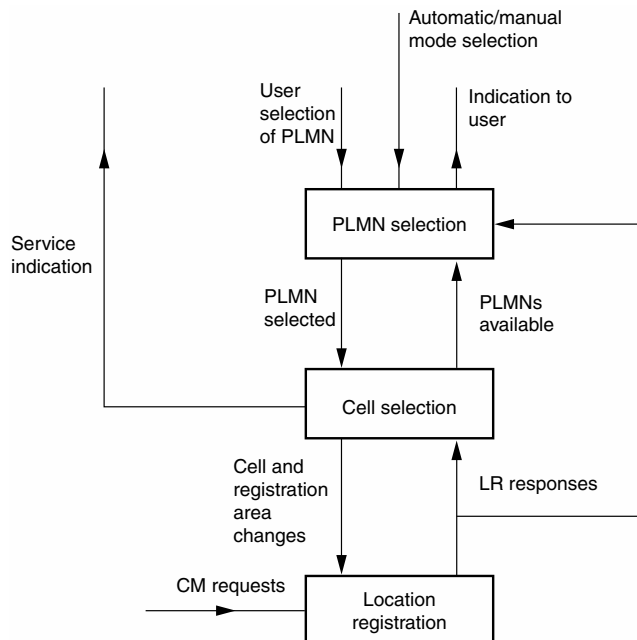 Automatic/manual
mode selection
User
selection
of PLMN
Indication to
user
PLMN selection
Service
indication
PLMN
selected
PLMNs
available
Cell selection
Cell and
registration
area
changes
LR responses
CM requests
Location
registration